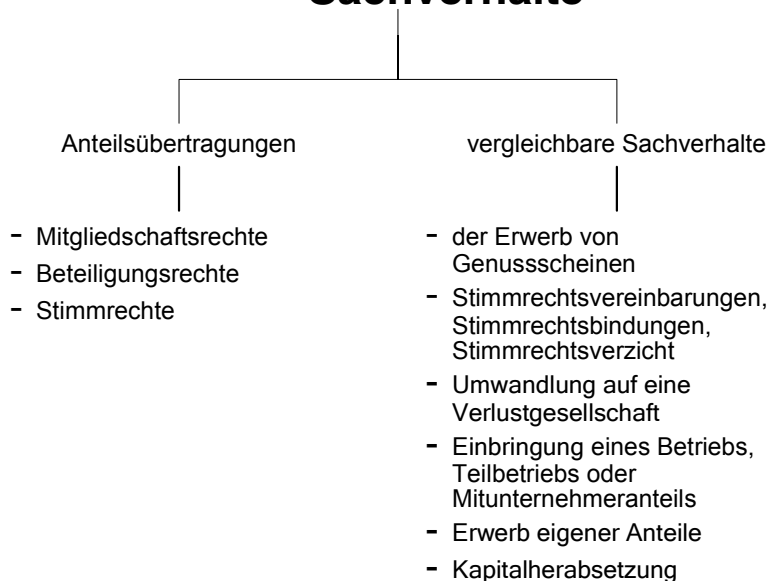 Sachverhalte
Anteilsübertragungen
- Mitgliedschaftsrechte
- Beteiligungsrechte
- Stimmrechte
vergleichbare Sachverhalte
- der Erwerb von
Genussscheinen
- Stimmrechtsvereinbarungen,
Stimmrechtsbindungen,
Stimmrechtsverzicht
- Umwandlung auf eine
Verlustgesellschaft
- Einbringung eines Betriebs,
Teilbetriebs oder
Mitunternehmeranteils
- Erwerb eigener Anteile
- Kapitalherabsetzung